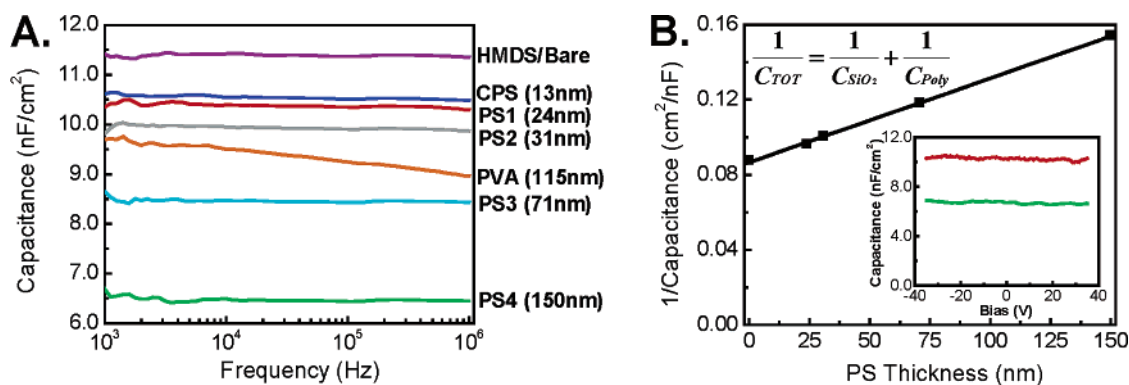 A.
Capacitance (nF/cm²)
12.0
11.0
10.0
9.0
8.0
7.0
6.0
10³
10⁴
10⁵
10⁶
Frequency (Hz)
HMDS/Bare
CPS (13nm)
PS1 (24nm)
PS2 (31nm)
PVA (115nm)
PS3 (71nm)
PS4 (150nm)
B.
1/Capacitance (cm²/nF)
0.16
0.12
0.08
0.04
0.00
0
25
50
75
100
125
150
PS Thickness (nm)
1/C_TOT = 1/C_SiO₂ + 1/C_Poly
Capacitance (nF/cm²)
12.0
9.0
6.0
3.0
0.0
-40
-20
0
20
40
Bias (V)